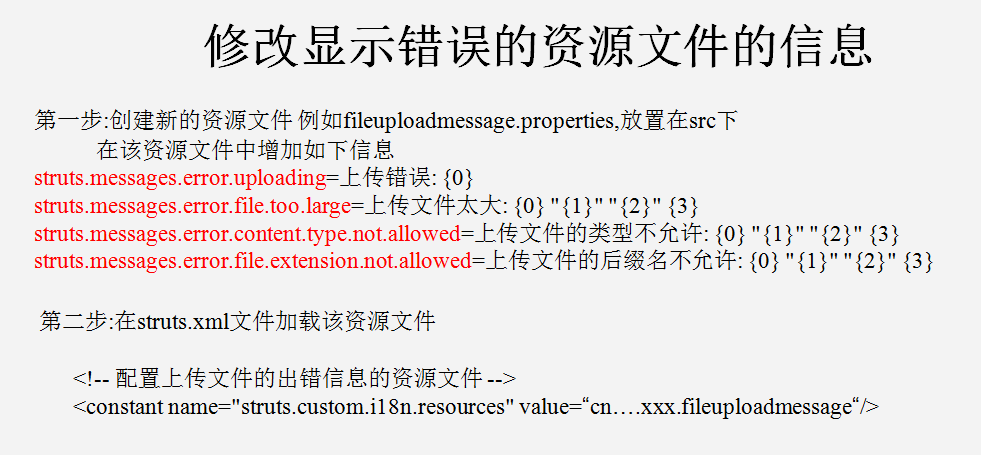 修改显示错误的资源文件的信息
第一步:创建新的资源文件 例如fileuploadmessage.properties,放置在src下
在该资源文件中增加如下信息
struts.messages.error.uploading=上传错误: {0}
struts.messages.error.file.too.large=上传文件太大: {0} "{1}" "{2}" {3}
struts.messages.error.content.type.not.allowed=上传文件的类型不允许: {0} "{1}" "{2}" {3}
struts.messages.error.file.extension.not.allowed=上传文件的后缀名不允许: {0} "{1}" "{2}" {3}
第二步:在struts.xml文件加载该资源文件
<!-- 配置上传文件的出错信息的资源文件 -->
<constant name="struts.custom.i18n.resources" value=“cn….xxx.fileuploadmessage“/>